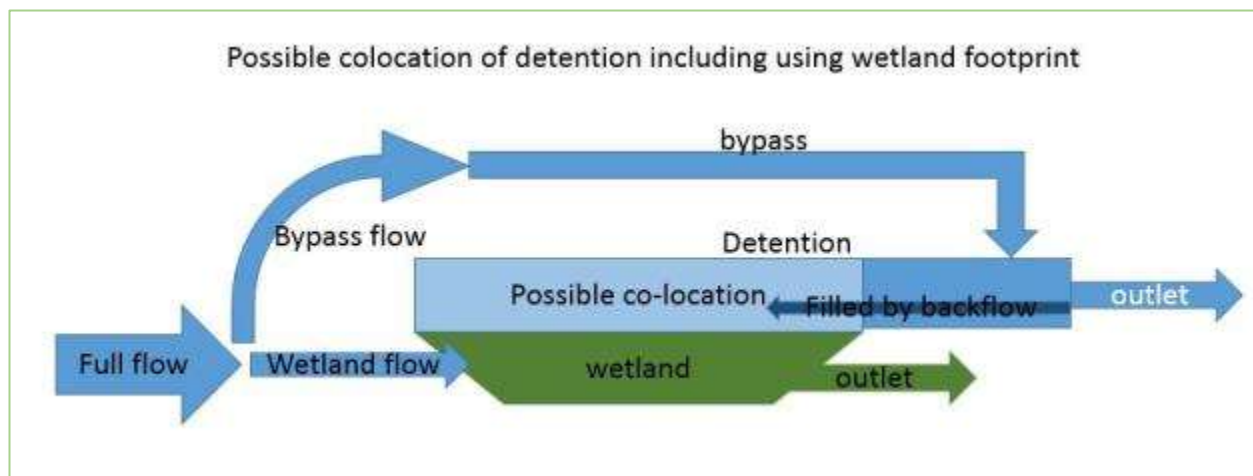 Possible colocation of detention including using wetland footprint
bypass
Bypass flow
Detention
Possible co-location
Filled by backflow
outlet
Full flow
Wetland flow
wetland
outlet